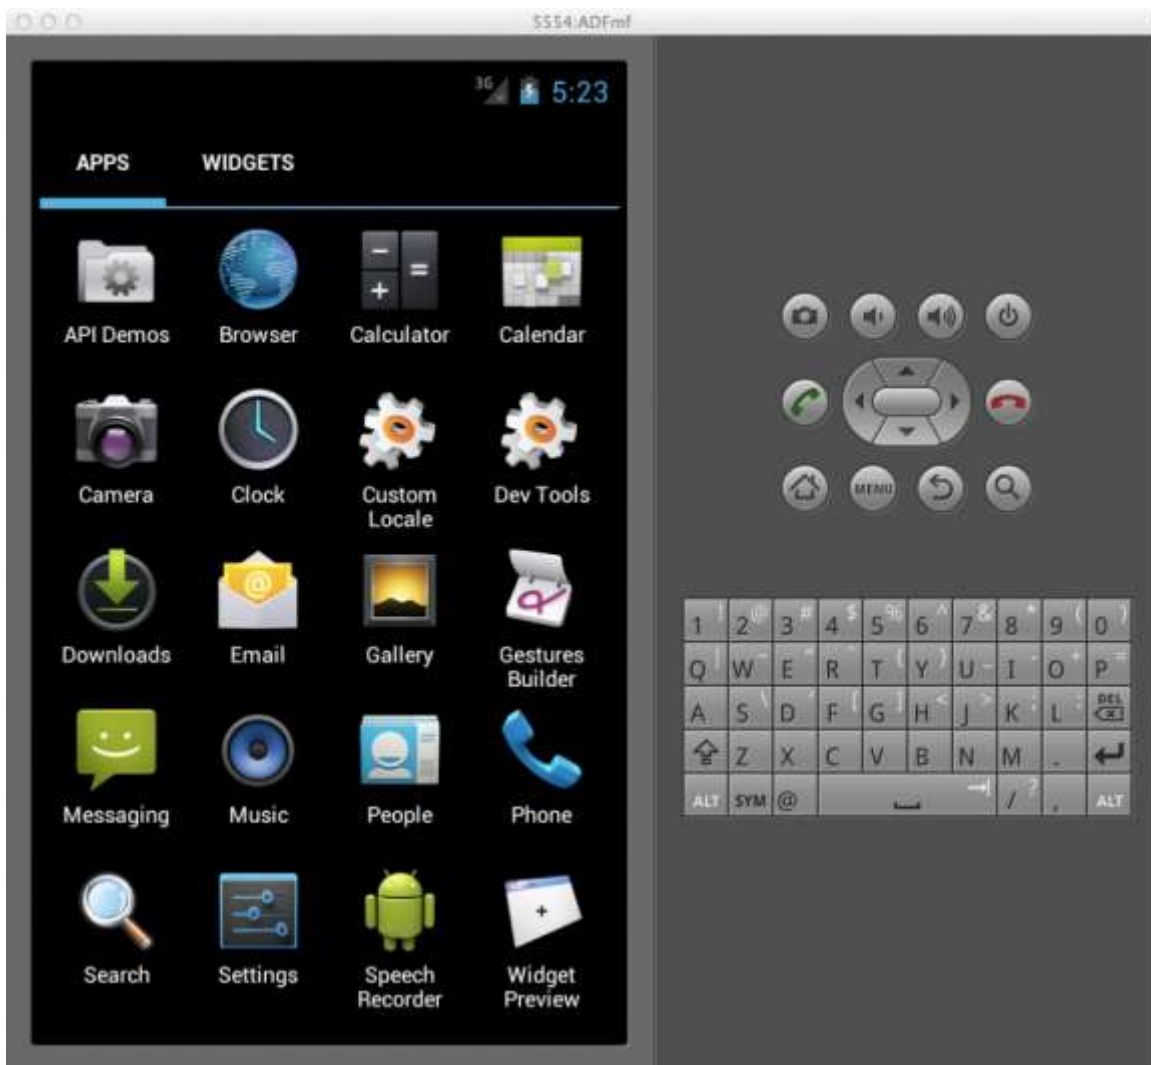 5554:ADFmf
3G 5:23
APPS WIDGETS
API Demos Browser Calculator Calendar
Camera Clock Custom Locale Dev Tools
Downloads Email Gallery Gestures Builder
Messaging Music People Phone
Search Settings Speech Recorder Widget Preview
MENU
1 ! 2 @ 3 # 4 $ 5 % 6 ^ 7 & 8 * 9 ( 0 )
Q W E R T Y U I O P
A S D F G H J K L DEL
Z X C V B N M .
ALT SYM @ / ? , ALT